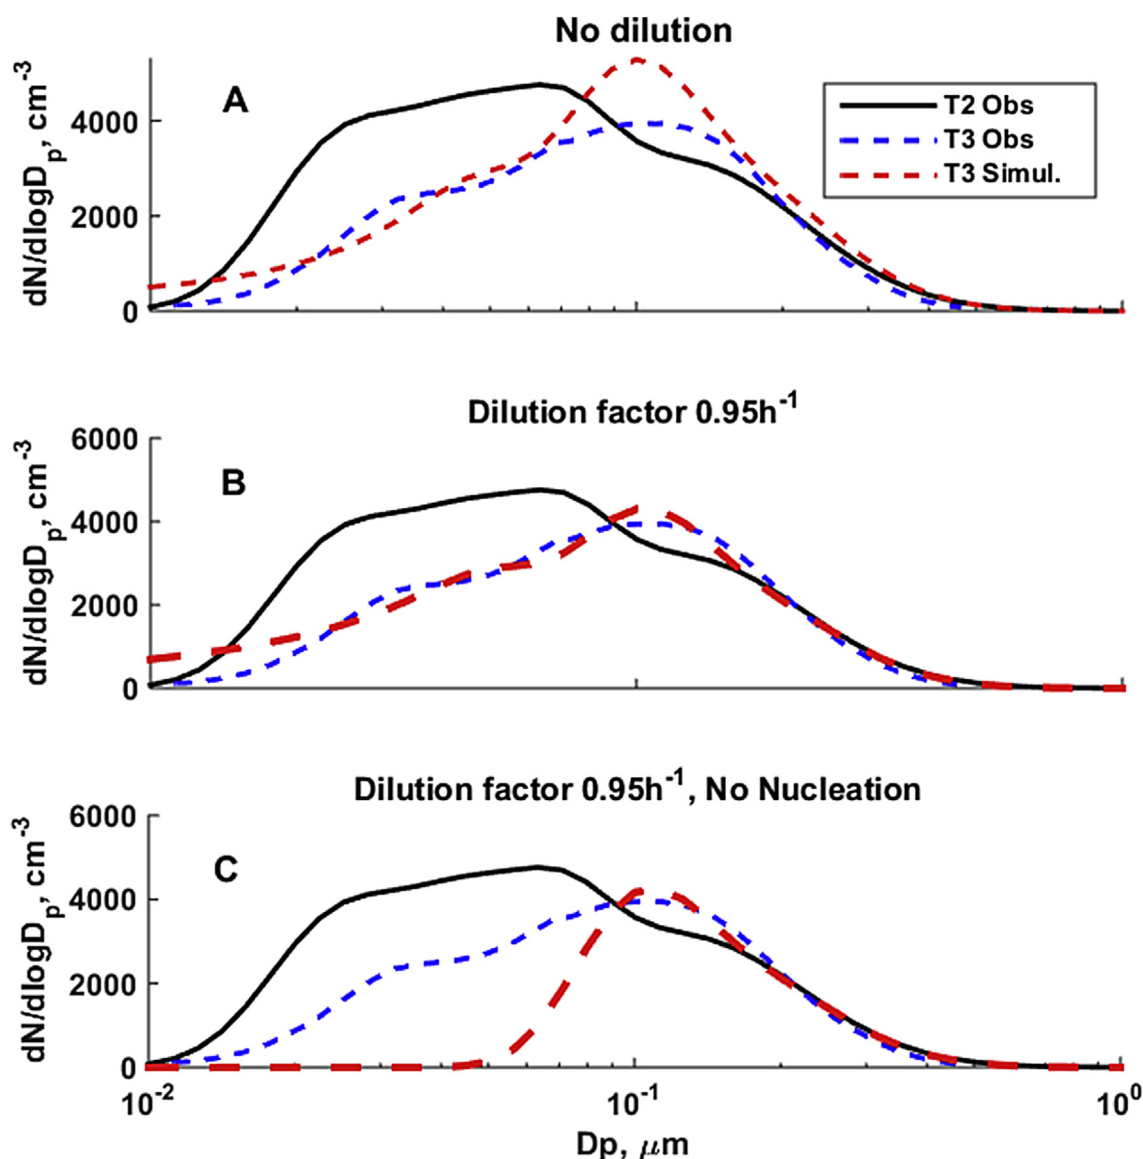 No dilution
A
dN/dlogDp, cm-3
4000
2000
0
T2 Obs
T3 Obs
T3 Simul.
Dilution factor 0.95h-1
B
dN/dlogDp, cm-3
6000
4000
2000
0
Dilution factor 0.95h-1, No Nucleation
C
dN/dlogDp, cm-3
6000
4000
2000
0
10-2
10-1
100
Dp, μm